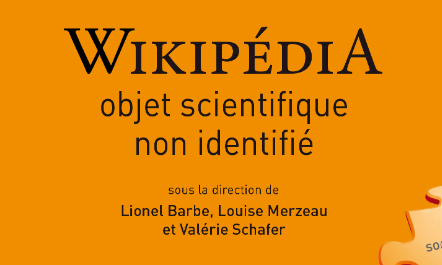 WIKIPÉDIA
objet scientifique
non identifié
sous la direction de
Lionel Barbe, Louise Merzeau
et Valérie Schafer